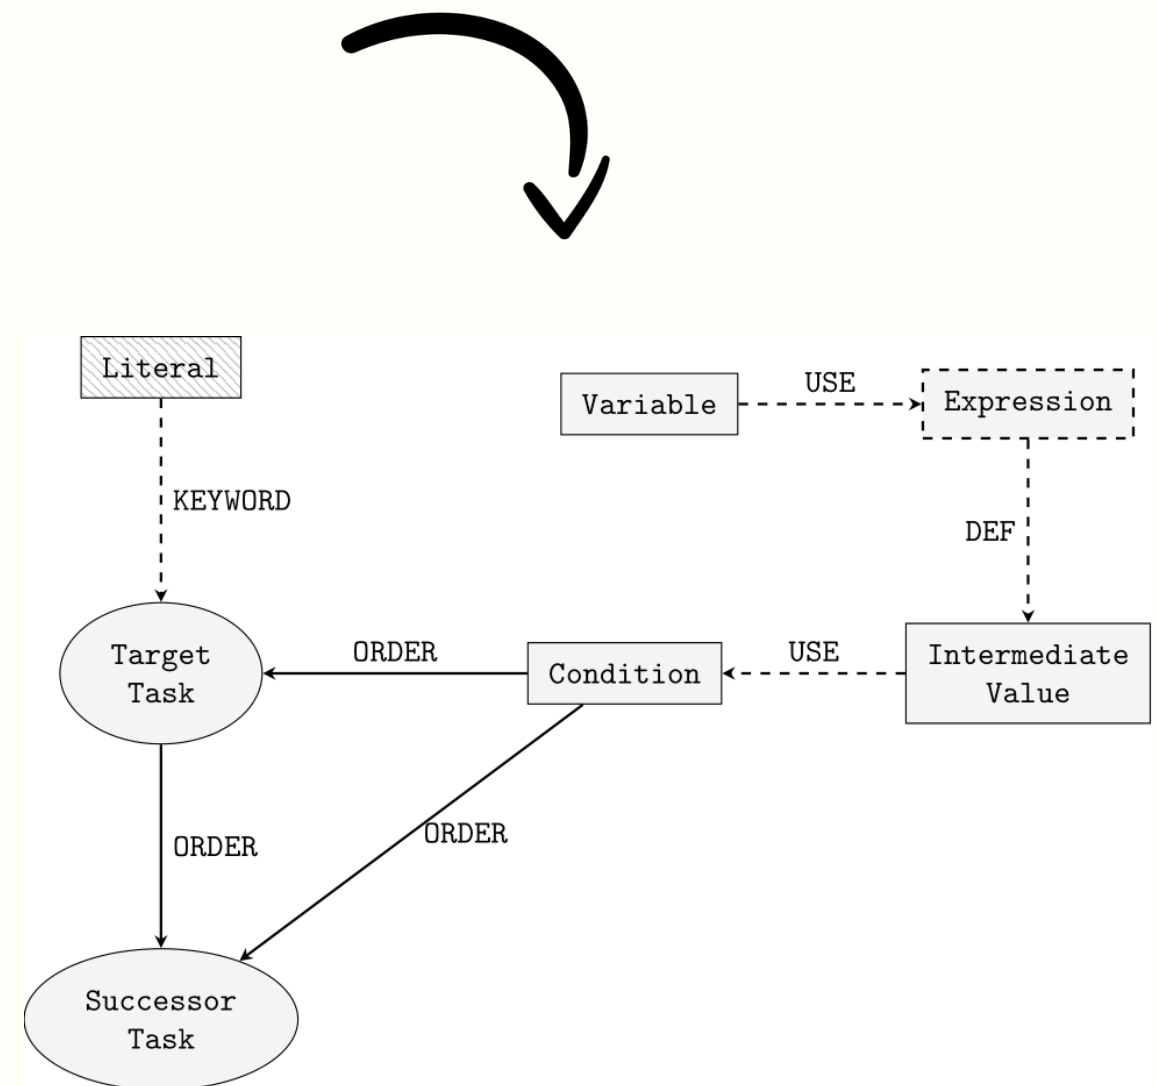 Literal
Variable
USE
Expression
KEYWORD
DEF
Target
Task
ORDER
Condition
USE
Intermediate
Value
ORDER
ORDER
Successor
Task